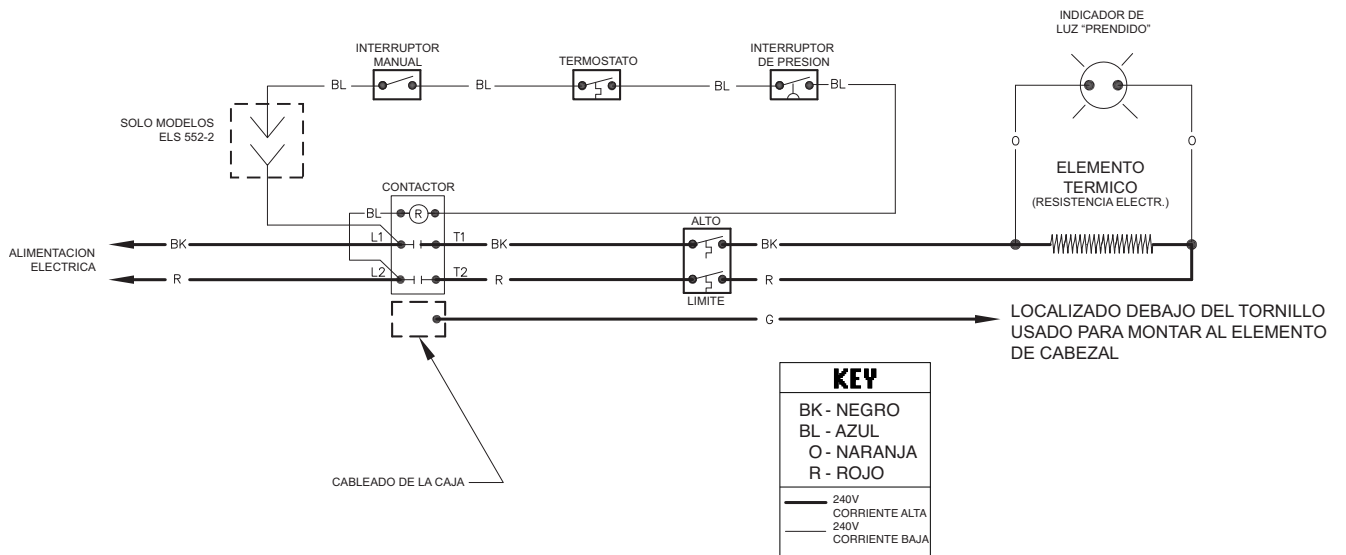 INDICADOR DE
LUZ “PRENDIDO”
INTERRUPTOR
MANUAL
TERMOSTATO
INTERRUPTOR
DE PRESION
BL
BL
BL
BL
SOLO MODELOS
ELS 552-2
O
O
ELEMENTO
TERMICO
(RESISTENCIA ELECTR.)
CONTACTOR
BL
R
ALTO
ALIMENTACION
ELECTRICA
BK
L1
T1
BK
BK
R
L2
T2
R
R
LIMITE
G
LOCALIZADO DEBAJO DEL TORNILLO
USADO PARA MONTAR AL ELEMENTO
DE CABEZAL
CABLEADO DE LA CAJA
KEY
BK - NEGRO
BL - AZUL
O - NARANJA
R - ROJO
240V
CORRIENTE ALTA
240V
CORRIENTE BAJA